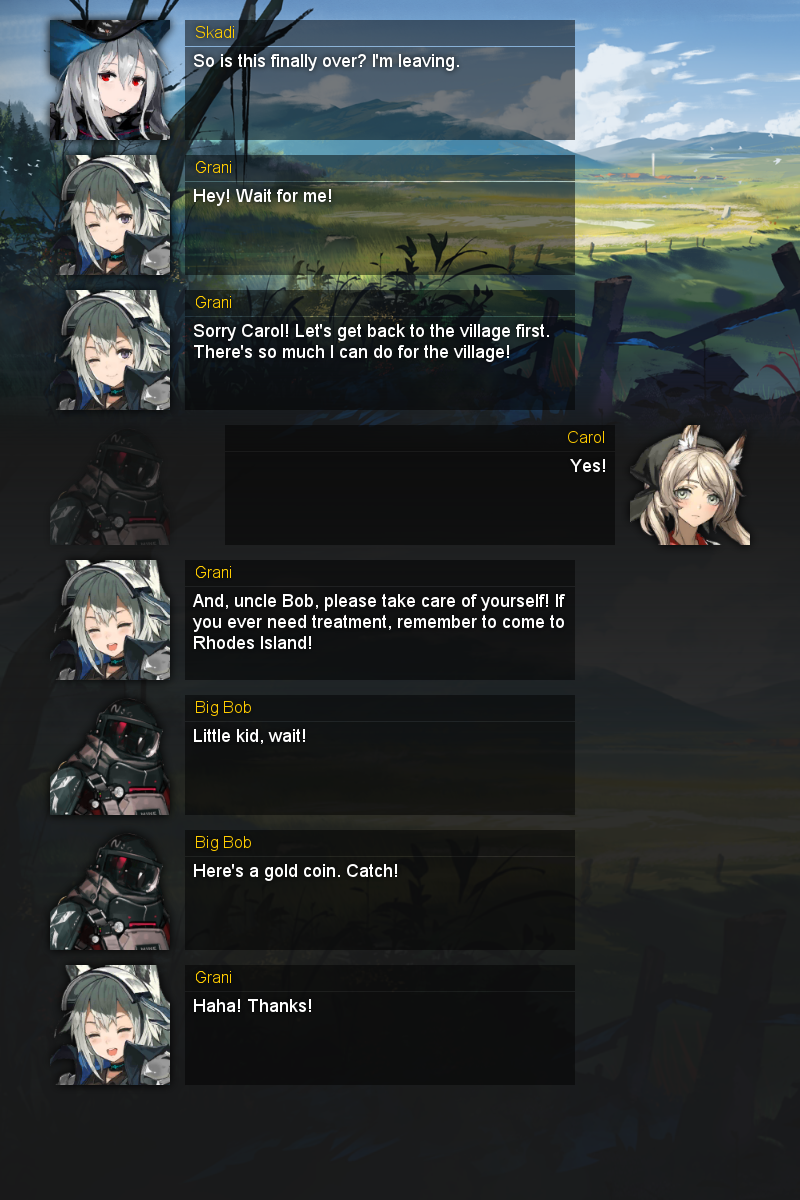 Skadi
So is this finally over? I'm leaving.
Grani
Hey! Wait for me!
Grani
Sorry Carol! Let's get back to the village first.
There's so much I can do for the village!
Carol
Yes!
Grani
And, uncle Bob, please take care of yourself! If
you ever need treatment, remember to come to
Rhodes Island!
Big Bob
Little kid, wait!
Big Bob
Here's a gold coin. Catch!
Grani
Haha! Thanks!